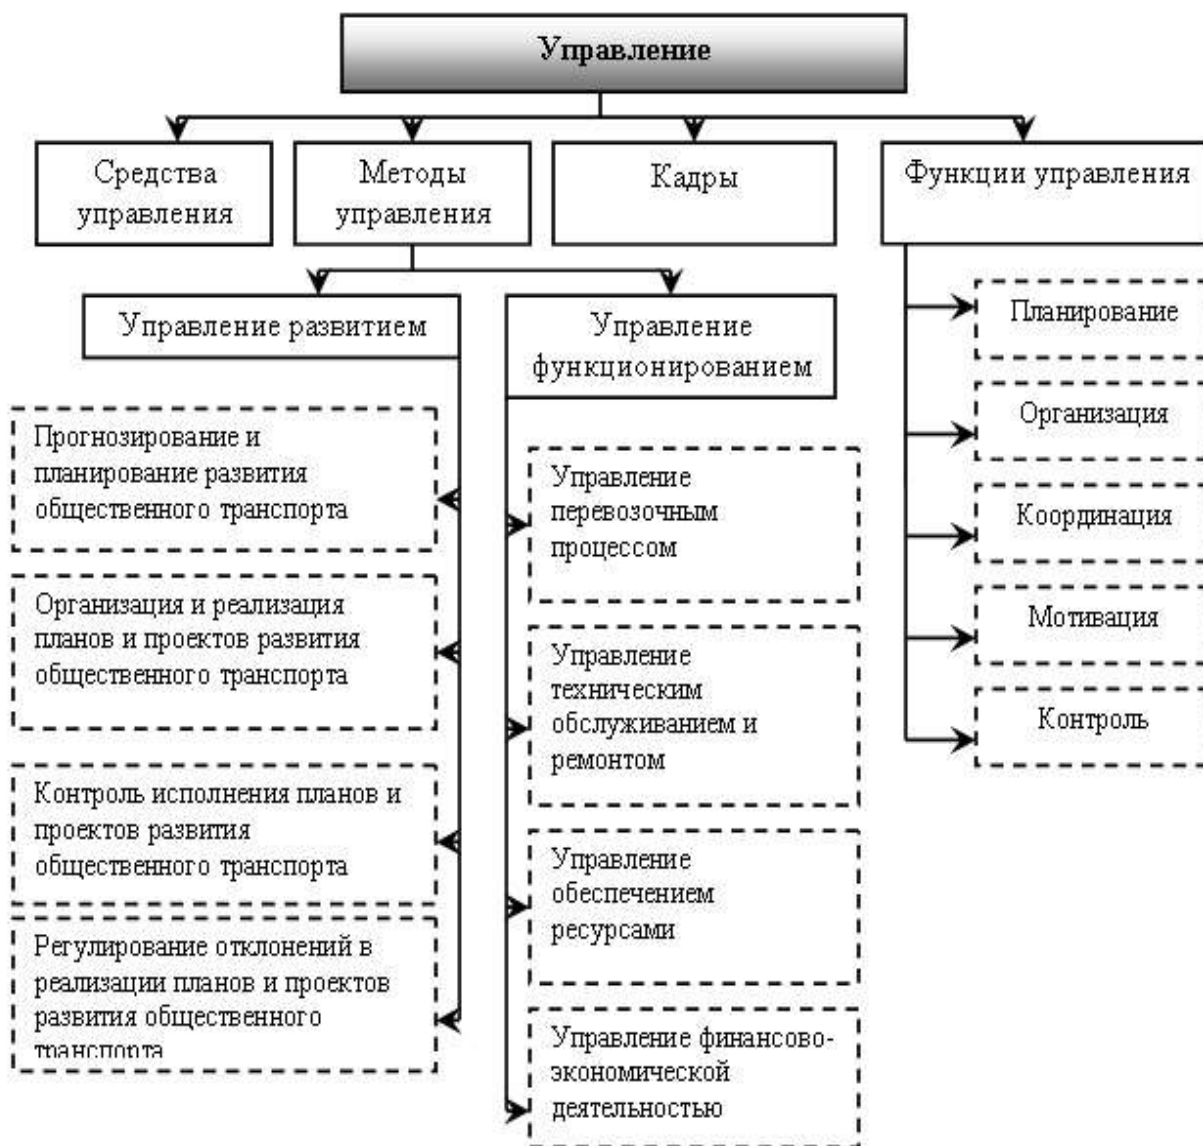 Управление
Средства
управления
Методы
управления
Кадры
Функции управления
Управление развитием
Управление
функционированием
Прогнозирование и
планирование развития
общественного транспорта
Организация и реализация
планов и проектов развития
общественного транспорта
Контроль исполнения планов и
проектов развития
общественного транспорта
Регулирование отклонений в
реализации планов и проектов
развития общественного
транспорта
Управление
перевозочным
процессом
Управление
техническим
обслуживанием и
ремонтом
Управление
обеспечением
ресурсами
Управление финансово-
экономической
деятельностью
Планирование
Организация
Координация
Мотивация
Контроль